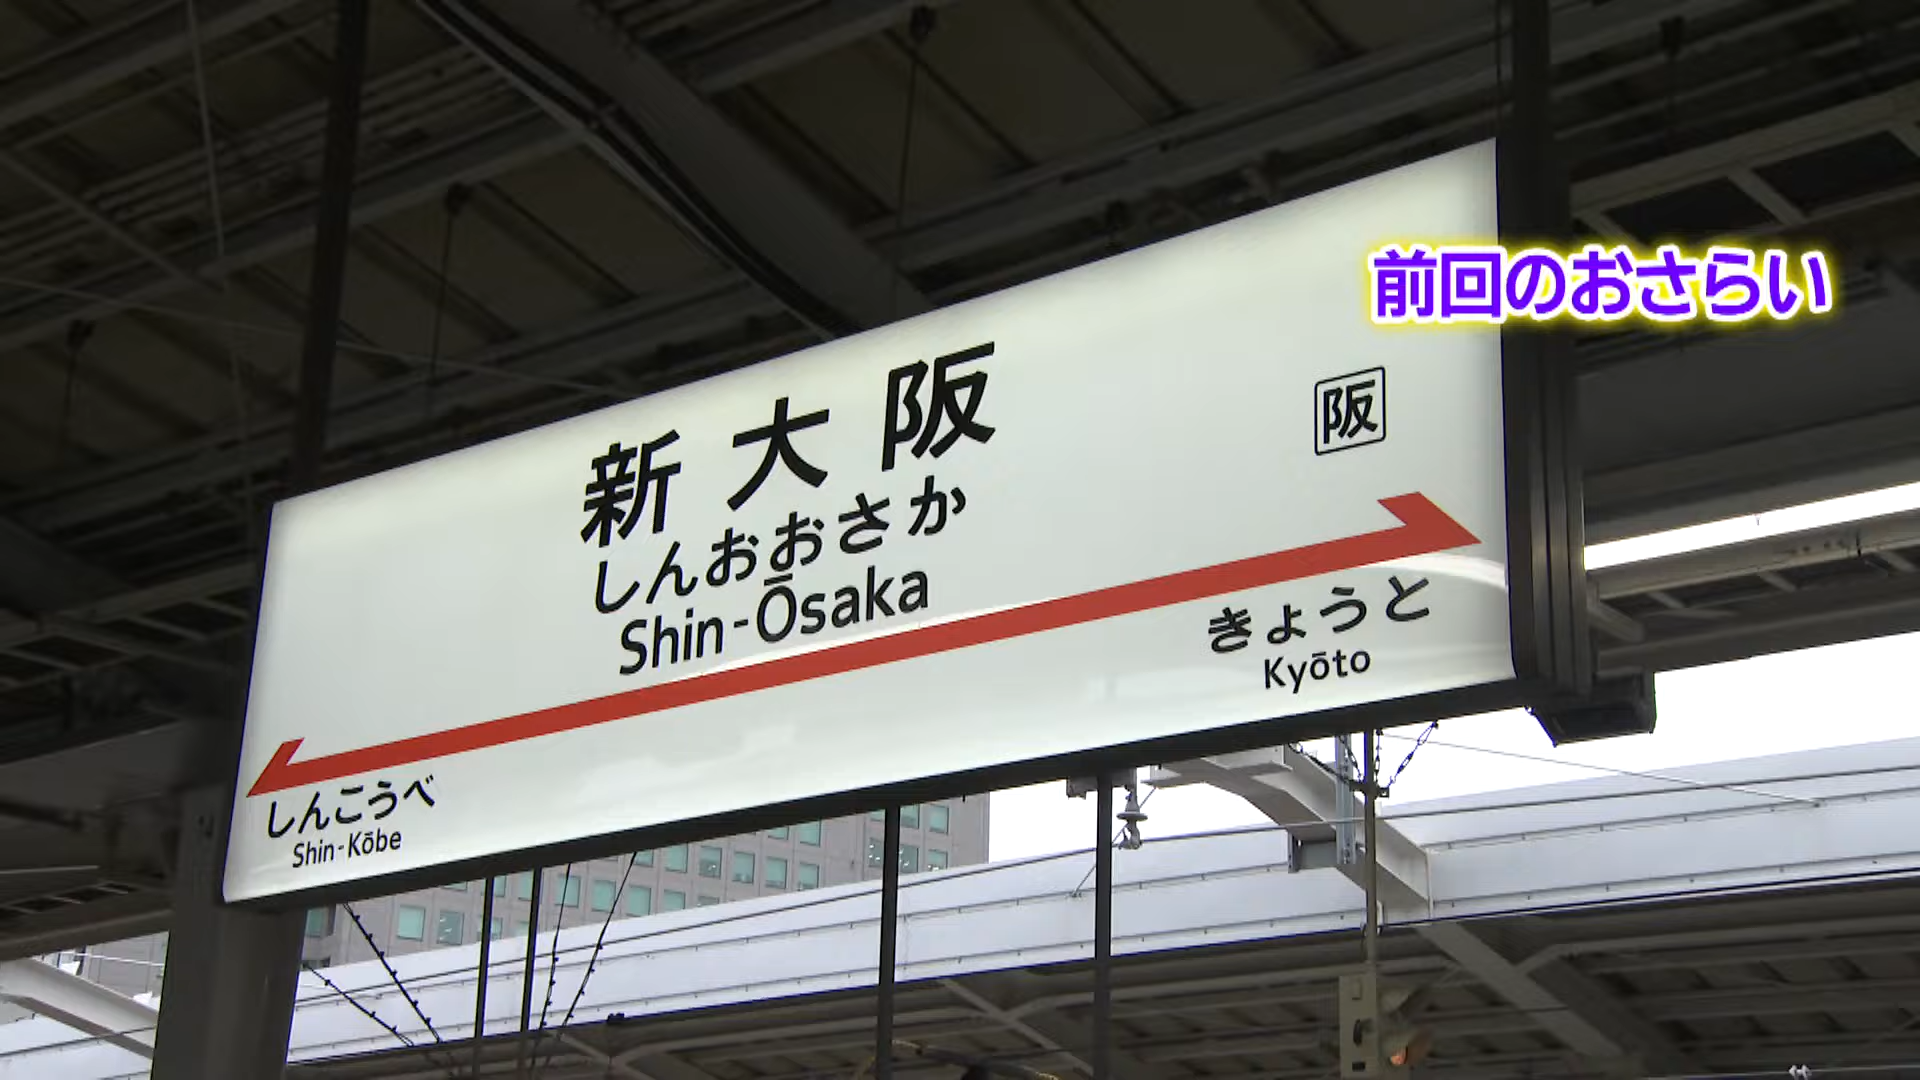 前回のおさらい
新大阪
阪
しんおおさか
Shin-Ōsaka
きょうと
Kyōto
しんこうべ
Shin-Kōbe